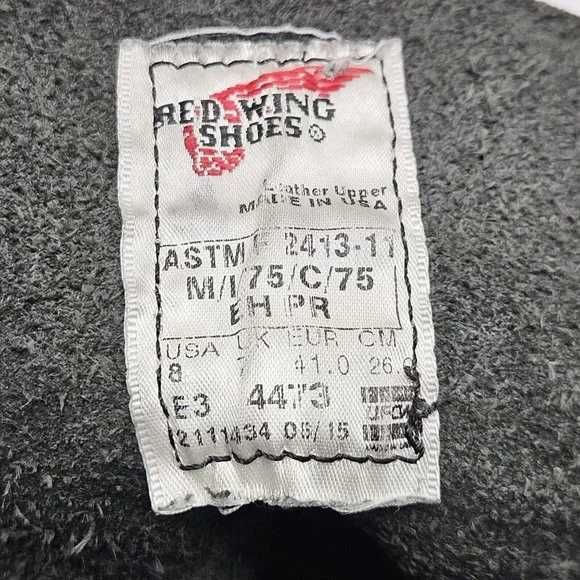 RED WING
SHOES®
Leather Upper
MADE IN USA
ASTM F 2413-11
M/I/75/C/75
EH PR
USA UK EUR CM
8 7 41.0 26.
E3 4473
2111434 05/15